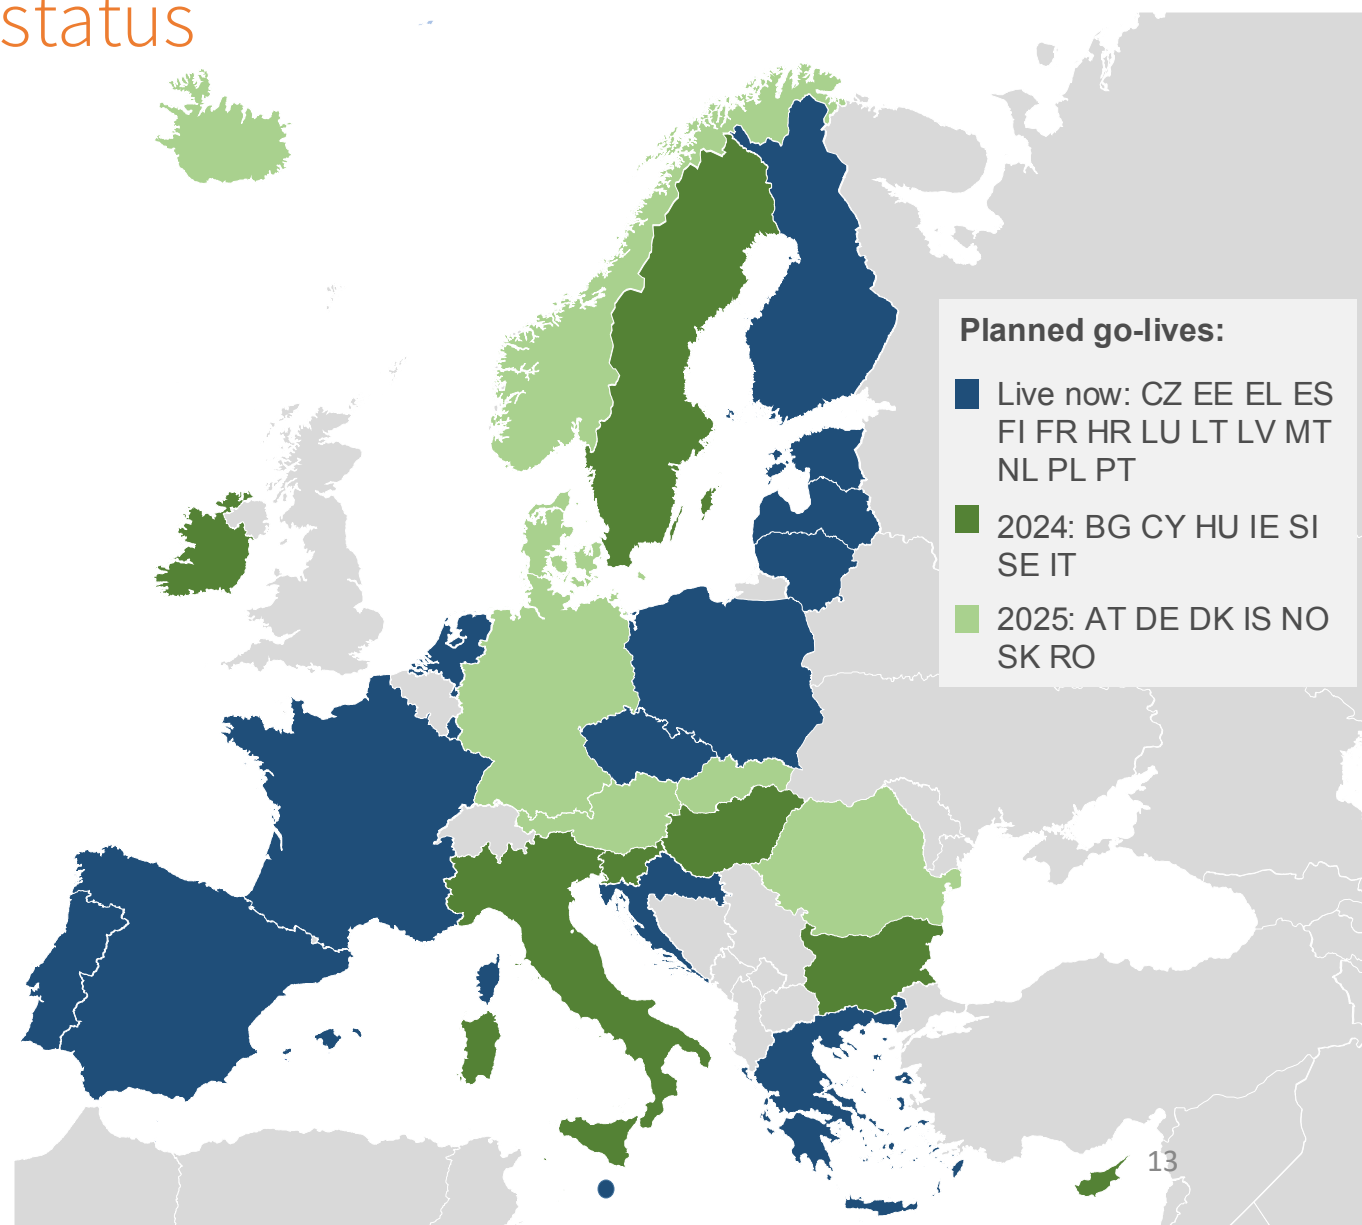 status
Planned go-lives:
Live now: CZ EE EL ES
FI FR HR LU LT LV MT
NL PL PT
2024: BG CY HU IE SI
SE IT
2025: AT DE DK IS NO
SK RO
13